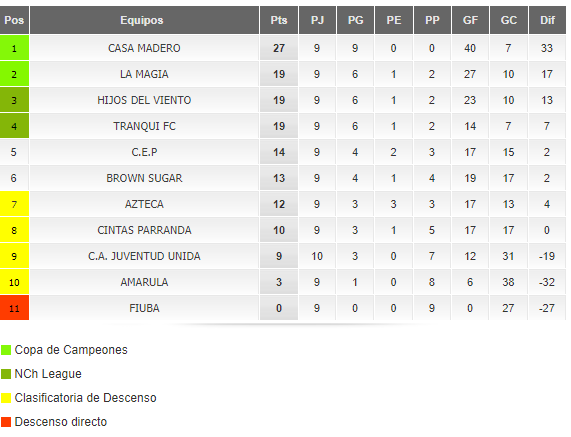 Pos Equipos Pts PJ PG PE PP GF GC Dif
1 CASA MADERO 27 9 9 0 0 40 7 33
2 LA MAGIA 19 9 6 1 2 27 10 17
3 HIJOS DEL VIENTO 19 9 6 1 2 23 10 13
4 TRANQUI FC 19 9 6 1 2 14 7 7
5 C.E.P 14 9 4 2 3 17 15 2
6 BROWN SUGAR 13 9 4 1 4 19 17 2
7 AZTECA 12 9 3 3 3 17 13 4
8 CINTAS PARRANDA 10 9 3 1 5 17 17 0
9 C.A. JUVENTUD UNIDA 9 10 3 0 7 12 31 -19
10 AMARULA 3 9 1 0 8 6 38 -32
11 FIUBA 0 9 0 0 9 0 27 -27
Copa de Campeones
NCh League
Clasificatoria de Descenso
Descenso directo